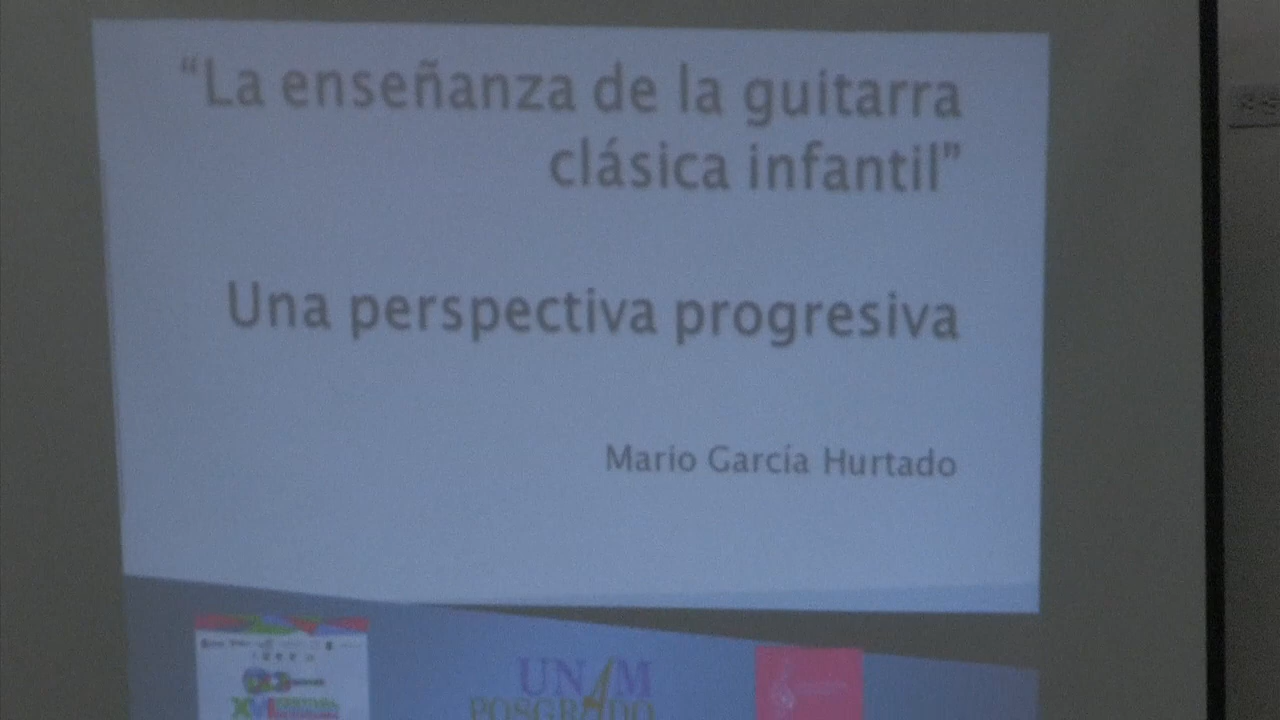 “La enseñanza de la guitarra
clásica infantil”
Una perspectiva progresiva
Mario García Hurtado
UNAM
POSGRADO